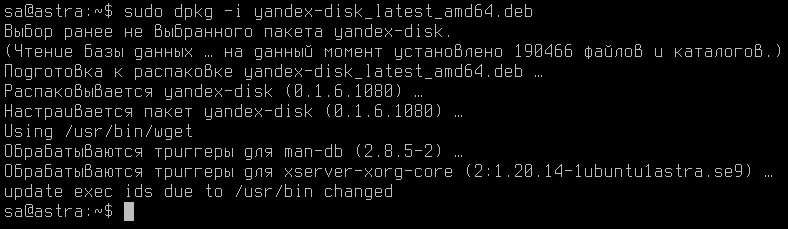 sa@astra:~$ sudo dpkg -i yandex-disk_latest_amd64.deb
Выбор ранее не выбранного пакета yandex-disk.
(Чтение базы данных … на данный момент установлено 190466 файлов и каталогов.)
Подготовка к распаковке yandex-disk_latest_amd64.deb …
Распаковывается yandex-disk (0.1.6.1080) …
Настраивается пакет yandex-disk (0.1.6.1080) …
Using /usr/bin/wget
Обрабатываются триггеры для man-db (2.8.5-2) …
Обрабатываются триггеры для xserver-xorg-core (2:1.20.14-1ubuntu1astra.se9) …
update exec ids due to /usr/bin changed
sa@astra:~$